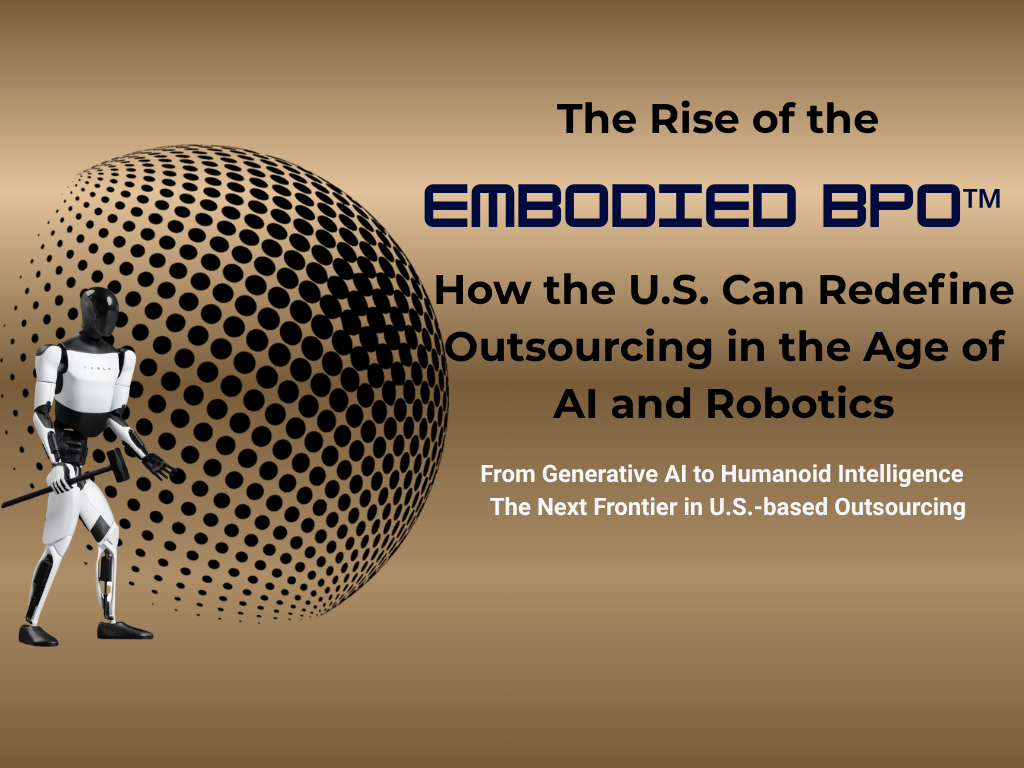 The Rise of the
EMBODIED BPO™
How the U.S. Can Redefine
Outsourcing in the Age of
AI and Robotics
From Generative AI to Humanoid Intelligence
The Next Frontier in U.S.-based Outsourcing
TESLA